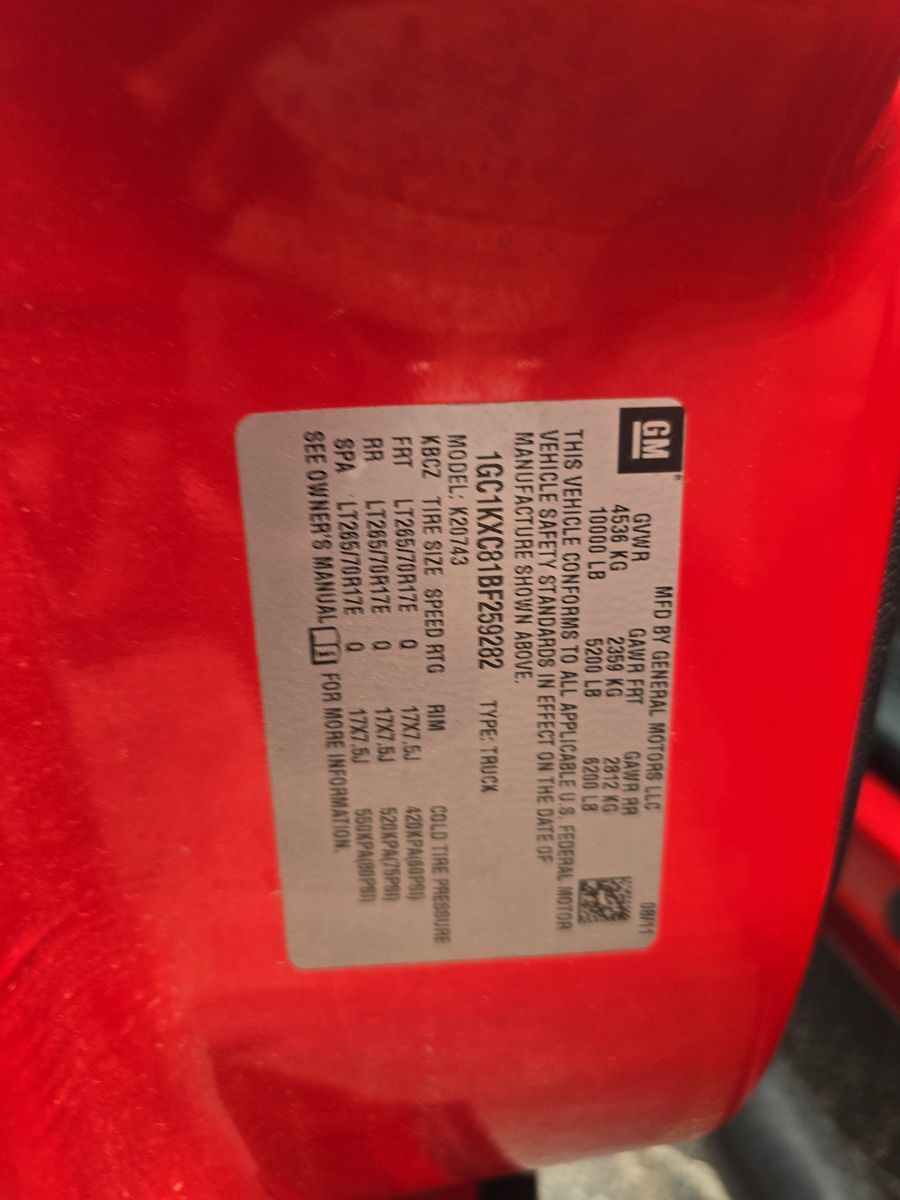 GM ® MFD BY GENERAL MOTORS LLC 08/11
GVWR GAWR FRT GAWR RR
4536 KG 2359 KG 2812 KG
10000 LB 5200 LB 6200 LB
THIS VEHICLE CONFORMS TO ALL APPLICABLE U.S. FEDERAL MOTOR
VEHICLE SAFETY STANDARDS IN EFFECT ON THE DATE OF
MANUFACTURE SHOWN ABOVE.
1GC1KXC81BF259282 TYPE: TRUCK
MODEL: K20743
KBCZ TIRE SIZE SPEED RTG RIM COLD TIRE PRESSURE
FRT LT265/70R17E Q 17X7.5J 420KPA(60PSI)
RR LT265/70R17E Q 17X7.5J 520KPA(75PSI)
SPA LT265/70R17E Q 17X7.5J 550KPA(80PSI)
SEE OWNER'S MANUAL FOR MORE INFORMATION.